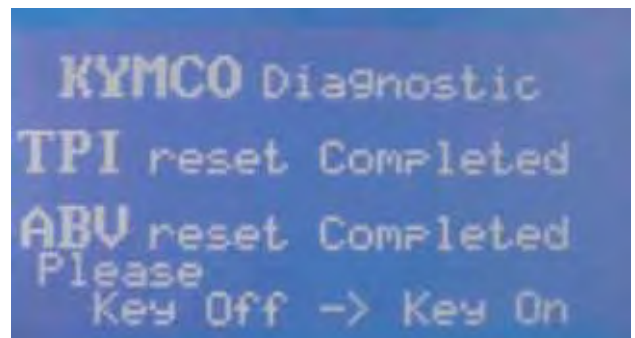 KYMCO Diagnostic
TPI reset Completed
ABV reset Completed
Please
Key Off -> Key On